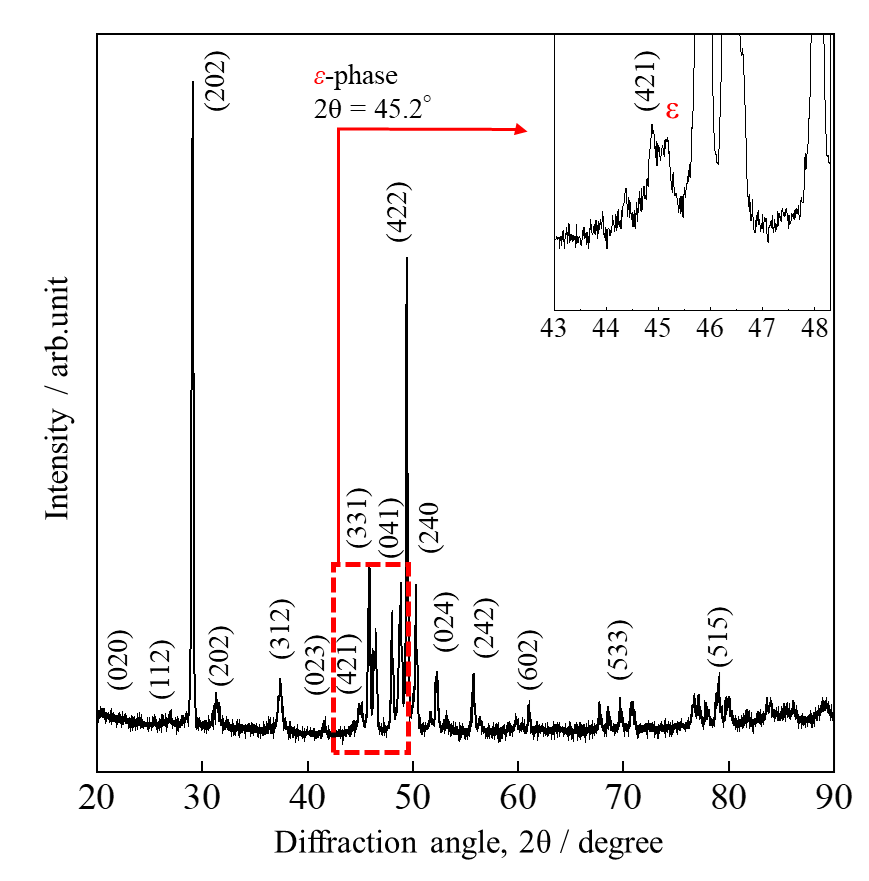 (202)
ε-phase
2θ = 45.2°
(421)
ε
43 44 45 46 47 48
(422)
(331)
(041)
(240
(020)
(112)
(202)
(312)
(023)
(421)
(024)
(242)
(602)
(533)
(515)
Intensity / arb.unit
20 30 40 50 60 70 80 90
Diffraction angle, 2θ / degree